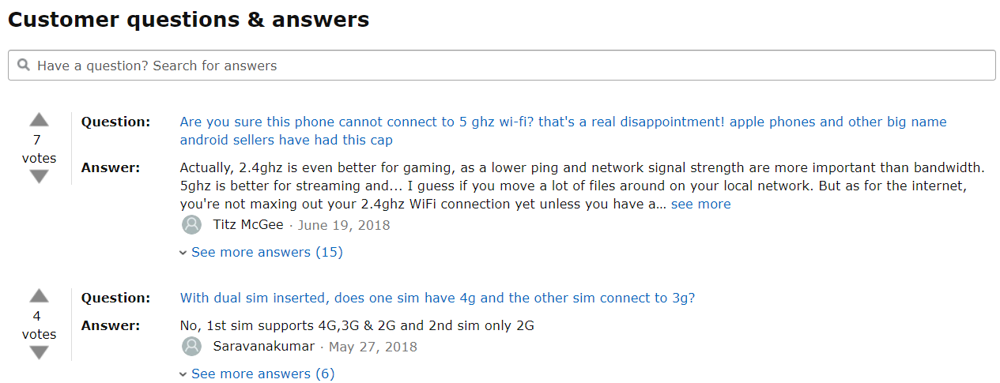 Customer questions & answers
Have a question? Search for answers
7
votes
Question:
Are you sure this phone cannot connect to 5 ghz wi-fi? that's a real disappointment! apple phones and other big name
android sellers have had this cap
Answer:
Actually, 2.4ghz is even better for gaming, as a lower ping and network signal strength are more important than bandwidth.
5ghz is better for streaming and... I guess if you move a lot of files around on your local network. But as for the internet,
you're not maxing out your 2.4ghz WiFi connection yet unless you have a… see more
Titz McGee · June 19, 2018
See more answers (15)
4
votes
Question:
With dual sim inserted, does one sim have 4g and the other sim connect to 3g?
Answer:
No, 1st sim supports 4G,3G & 2G and 2nd sim only 2G
Saravanakumar · May 27, 2018
See more answers (6)